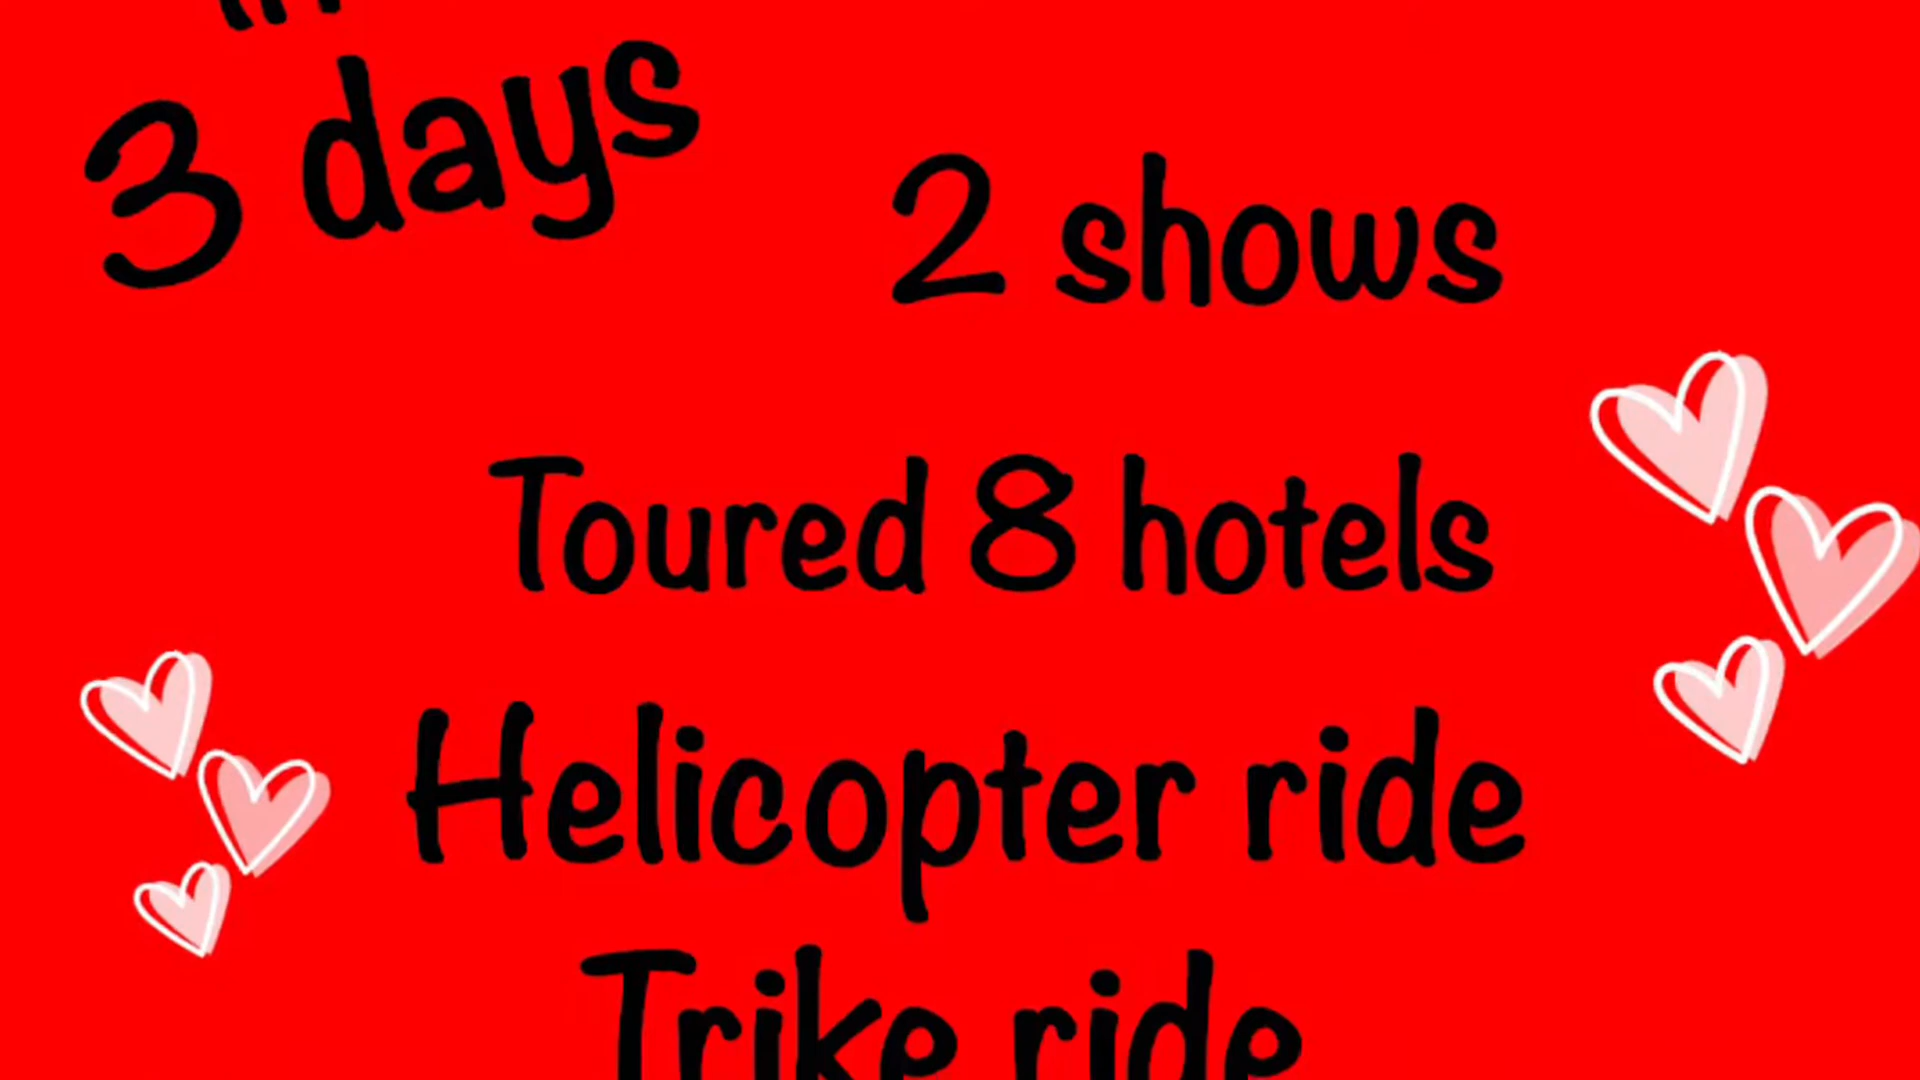 3 days
2 shows
Toured 8 hotels
Helicopter ride
Trike ride